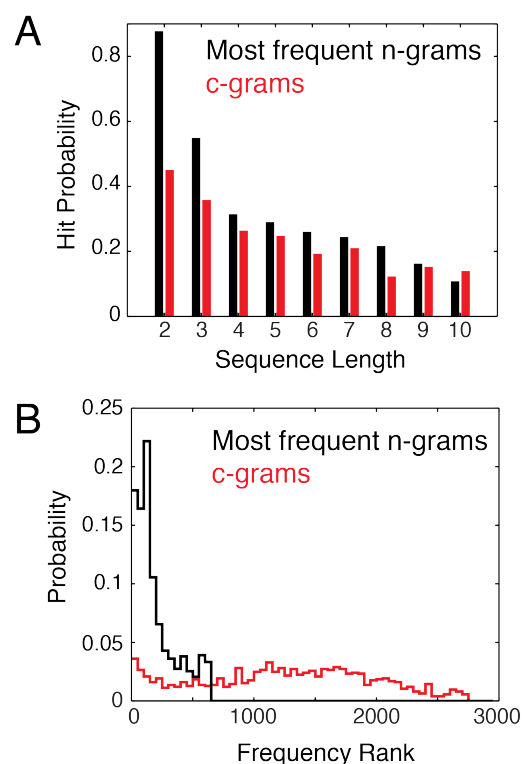 A
Most frequent n-grams
c-grams
Hit Probability
0.8
0.6
0.4
0.2
0
2 3 4 5 6 7 8 9 10
Sequence Length
B
Most frequent n-grams
c-grams
Probability
0.25
0.2
0.15
0.1
0.05
0
0 1000 2000 3000
Frequency Rank